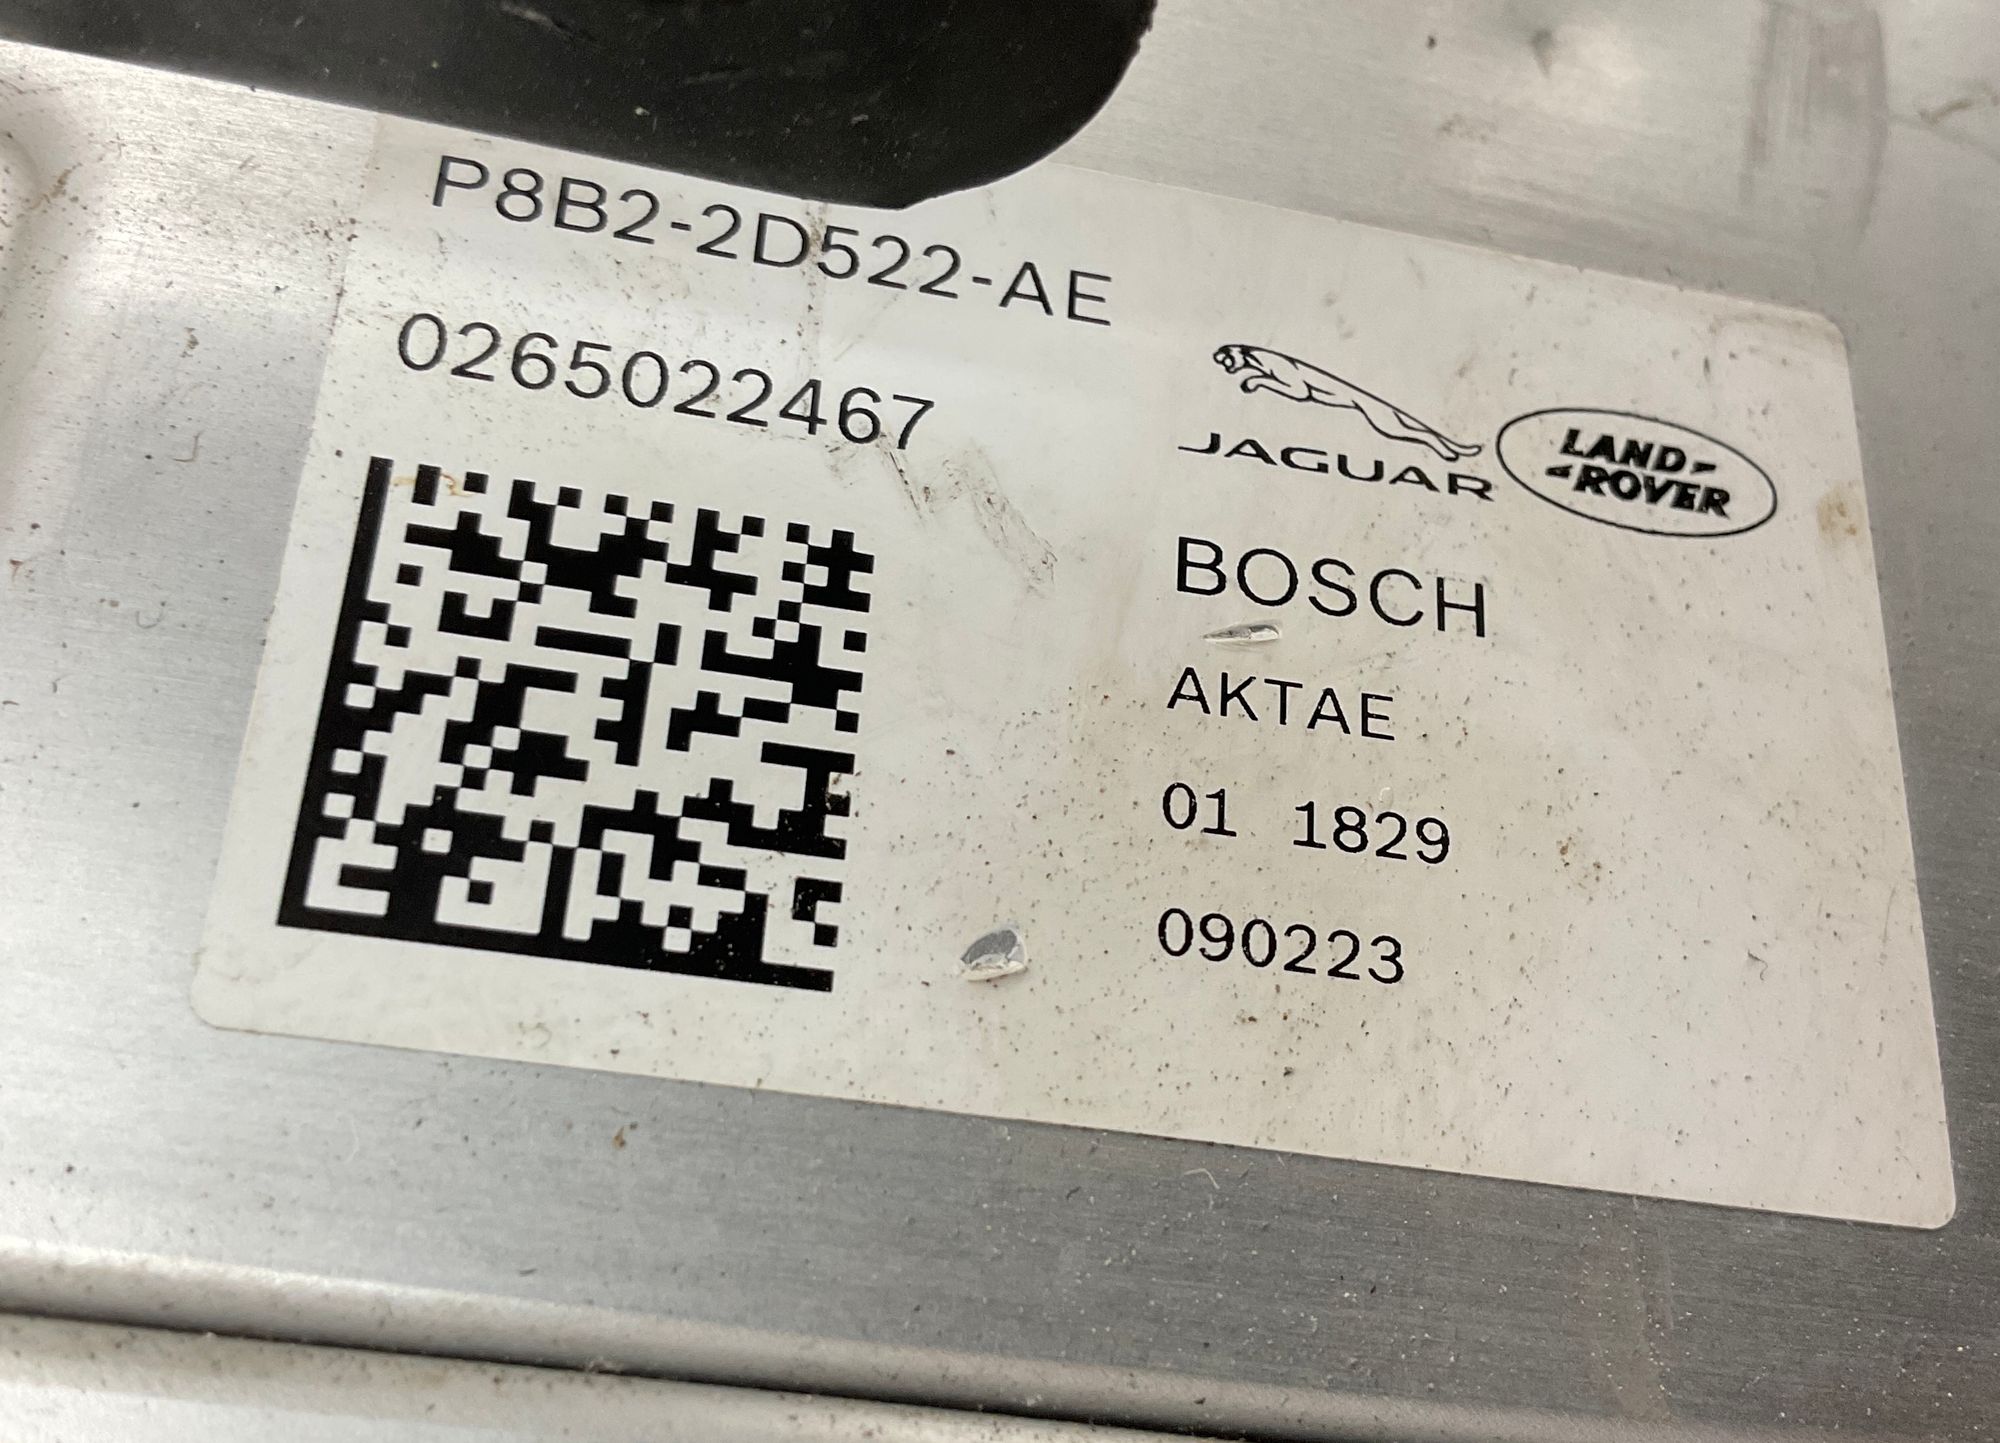 P8B2-2D522-AE
0265022467
JAGUAR
LAND-
-ROVER
BOSCH
AKTAE
01 1829
090223